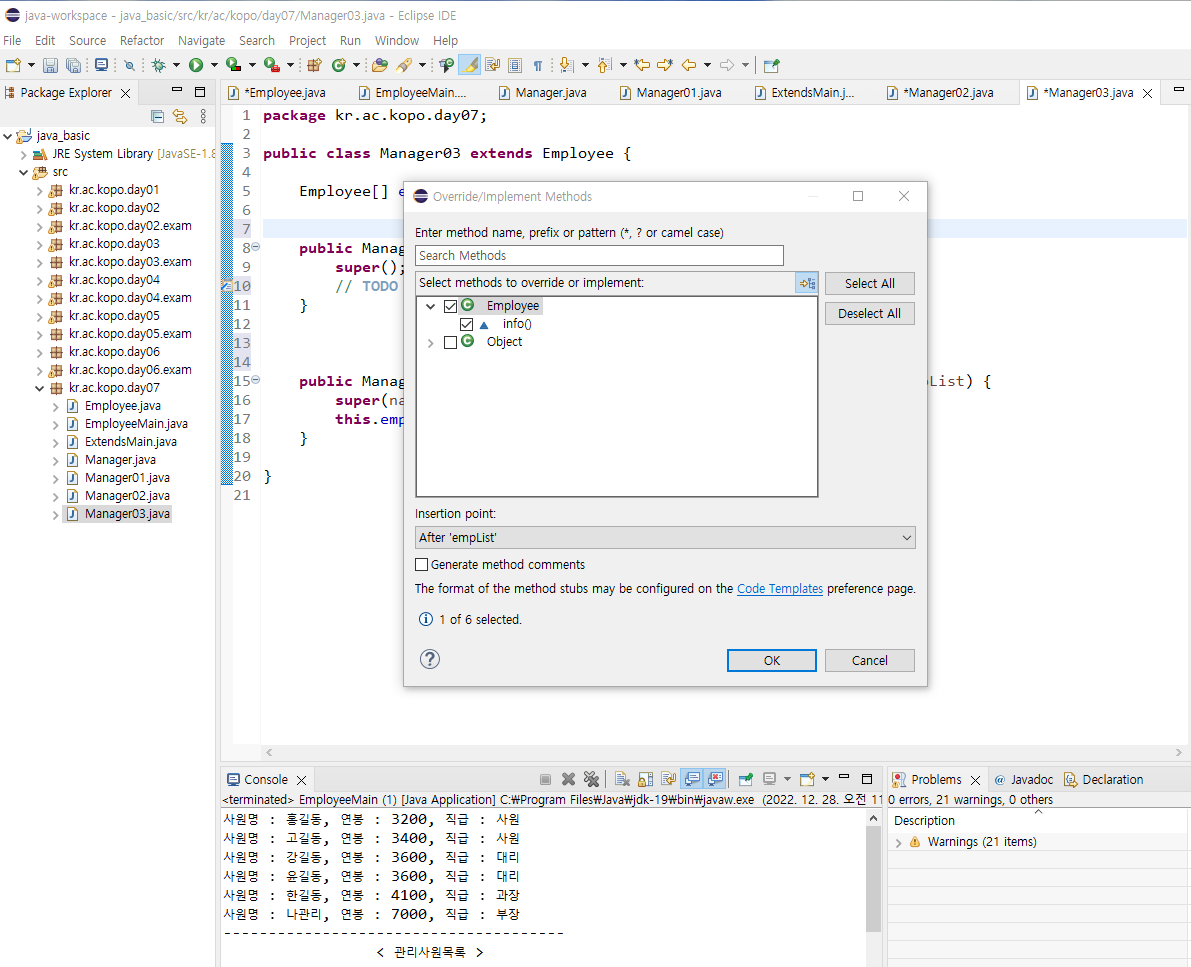 java-workspace - java_basic/src/kr/ac/kopo/day07/Manager03.java - Eclipse IDE
File Edit Source Refactor Navigate Search Project Run Window Help
Package Explorer
*Employee.java EmployeeMain.... Manager.java Manager01.java ExtendsMain.j... *Manager02.java *Manager03.java
java_basic
JRE System Library [JavaSE-1.8
src
kr.ac.kopo.day01
kr.ac.kopo.day02
kr.ac.kopo.day02.exam
kr.ac.kopo.day03
kr.ac.kopo.day03.exam
kr.ac.kopo.day04
kr.ac.kopo.day04.exam
kr.ac.kopo.day05
kr.ac.kopo.day05.exam
kr.ac.kopo.day06
kr.ac.kopo.day06.exam
kr.ac.kopo.day07
Employee.java
EmployeeMain.java
ExtendsMain.java
Manager.java
Manager01.java
Manager02.java
Manager03.java
1 package kr.ac.kopo.day07;
2
3 public class Manager03 extends Employee {
4
5 Employee[] e
6
7
8 public Manag
9 super();
10 // TODO
11 }
12
13
14
15 public Manag pList) {
16 super(na
17 this.emp
18 }
19
20 }
21
Override/Implement Methods
Enter method name, prefix or pattern (*, ? or camel case)
Search Methods
Select methods to override or implement:
Select All
Deselect All
Employee
info()
Object
Insertion point:
After 'empList'
Generate method comments
The format of the method stubs may be configured on the Code Templates preference page.
1 of 6 selected.
OK Cancel
Console
<terminated> EmployeeMain (1) [Java Application] C:₩Program Files₩Java₩jdk-19₩bin₩javaw.exe (2022. 12. 28. 오전 11
사원명 : 홍길동, 연봉 : 3200, 직급 : 사원
사원명 : 고길동, 연봉 : 3400, 직급 : 사원
사원명 : 강길동, 연봉 : 3600, 직급 : 대리
사원명 : 윤길동, 연봉 : 3600, 직급 : 대리
사원명 : 한길동, 연봉 : 4100, 직급 : 과장
사원명 : 나관리, 연봉 : 7000, 직급 : 부장
--------------------------------------
< 관리사원목록 >
Problems Javadoc Declaration
0 errors, 21 warnings, 0 others
Description
Warnings (21 items)